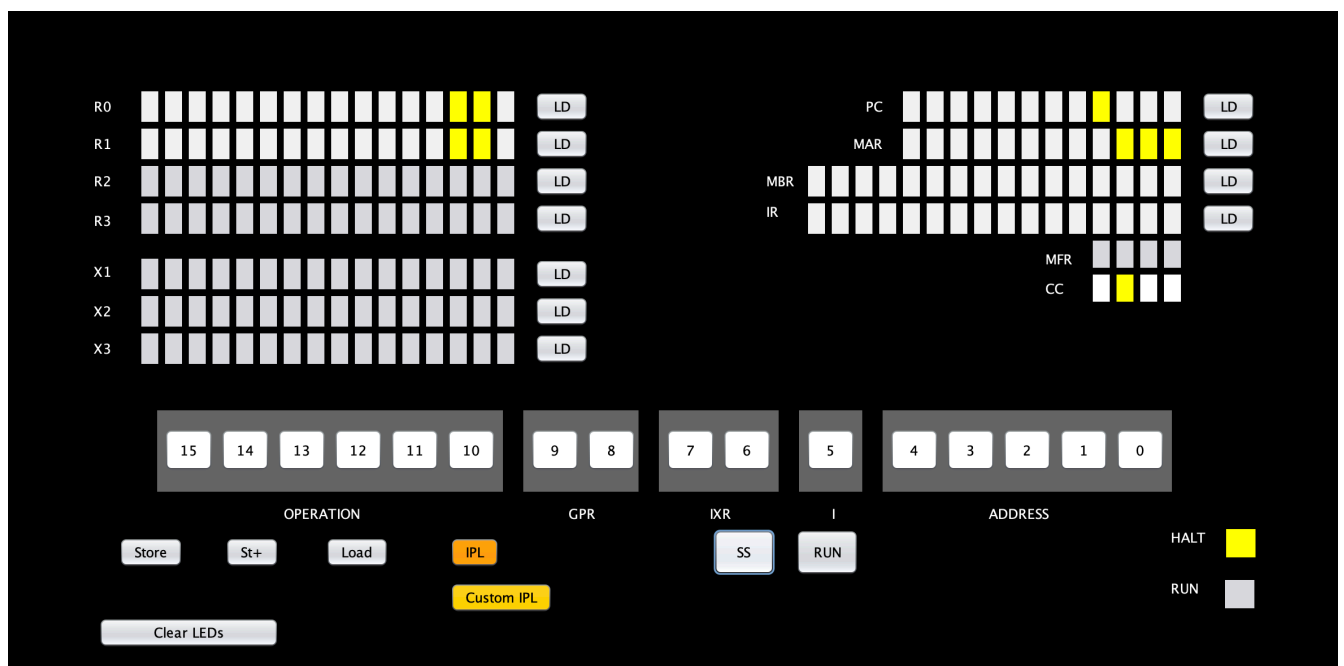 R0 LD PC LD
R1 LD MAR LD
R2 LD MBR LD
R3 LD IR LD
MFR
X1 LD
CC
X2 LD
X3 LD
15 14 13 12 11 10 9 8 7 6 5 4 3 2 1 0
OPERATION GPR IXR I ADDRESS
Store St+ Load IPL SS RUN HALT
Custom IPL RUN
Clear LEDs